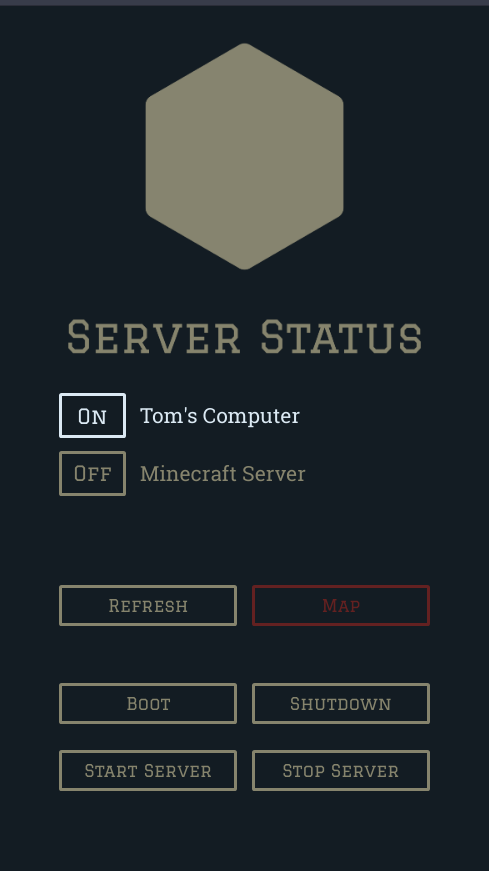 Server Status
On Tom's Computer
Off Minecraft Server
Refresh Map
Boot Shutdown
Start Server Stop Server